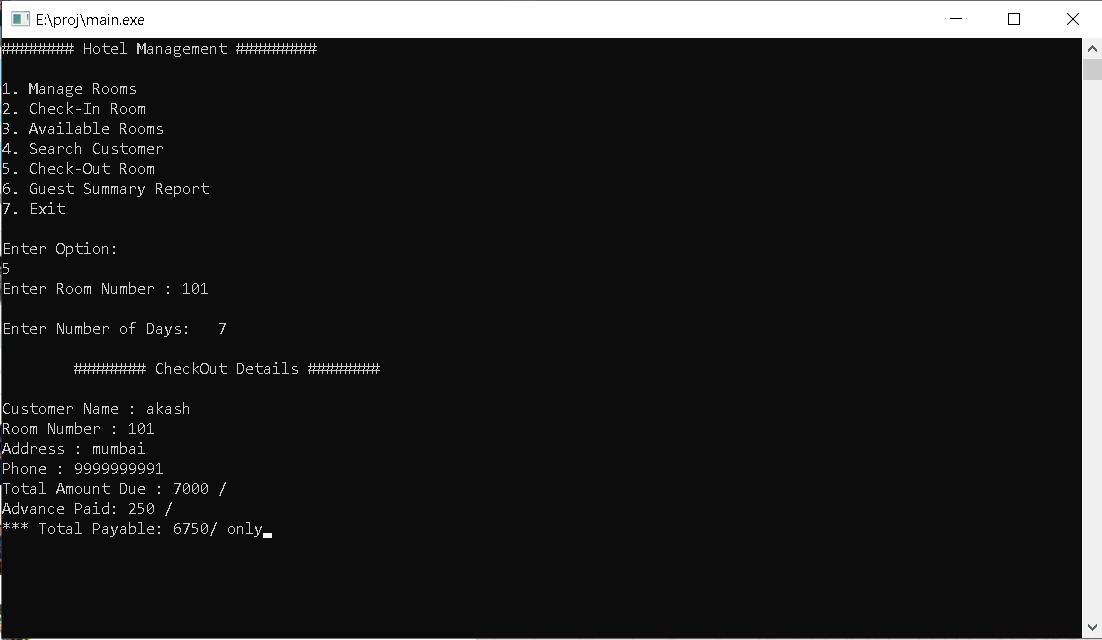 E:\proj\main.exe
######## Hotel Management #########
1. Manage Rooms
2. Check-In Room
3. Available Rooms
4. Search Customer
5. Check-Out Room
6. Guest Summary Report
7. Exit
Enter Option:
5
Enter Room Number : 101
Enter Number of Days:   7
######## CheckOut Details ########
Customer Name : akash
Room Number : 101
Address : mumbai
Phone : 9999999991
Total Amount Due : 7000 /
Advance Paid: 250 /
*** Total Payable: 6750/ only